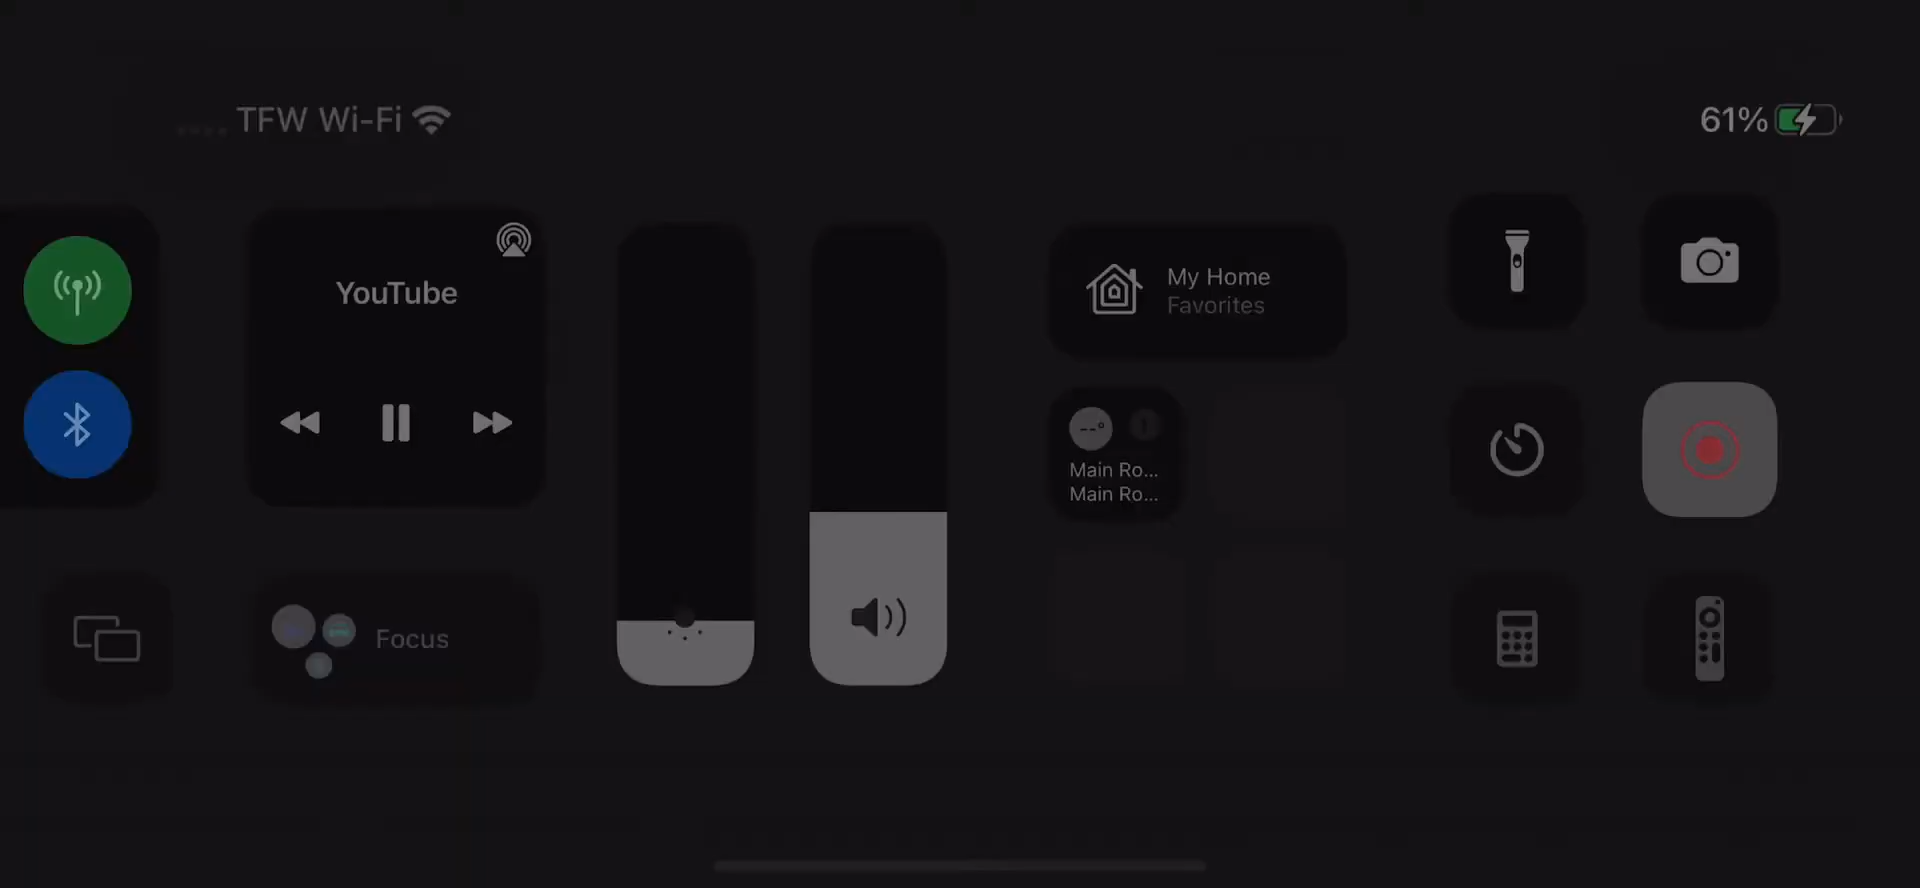 TFW Wi-Fi
61%
YouTube
My Home
Favorites
--°
Main Ro...
Main Ro...
Focus